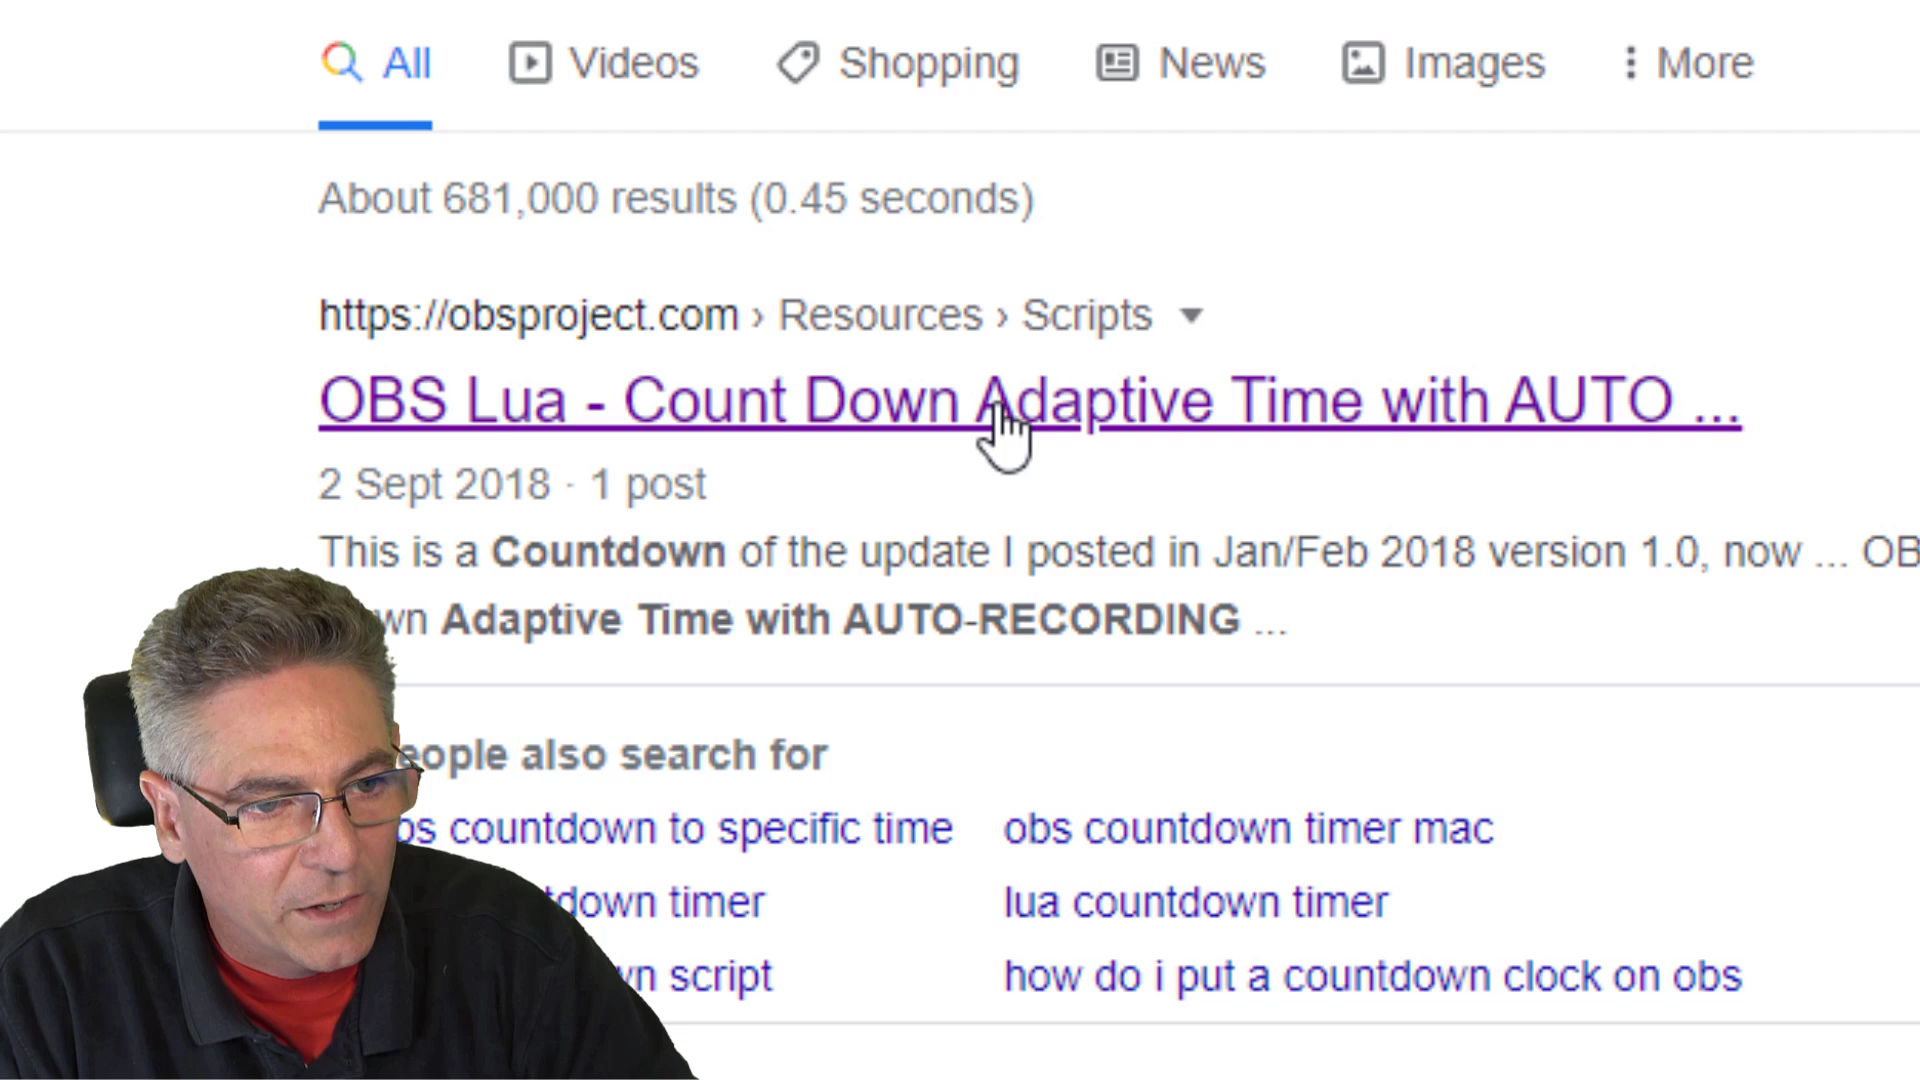 All Videos Shopping News Images More
About 681,000 results (0.45 seconds)
https://obsproject.com › Resources › Scripts
OBS Lua - Count Down Adaptive Time with AUTO ...
2 Sept 2018 · 1 post
This is a Countdown of the update I posted in Jan/Feb 2018 version 1.0, now ... OB
wn Adaptive Time with AUTO-RECORDING ...
eople also search for
os countdown to specific time obs countdown timer mac
tdown timer lua countdown timer
wn script how do i put a countdown clock on obs